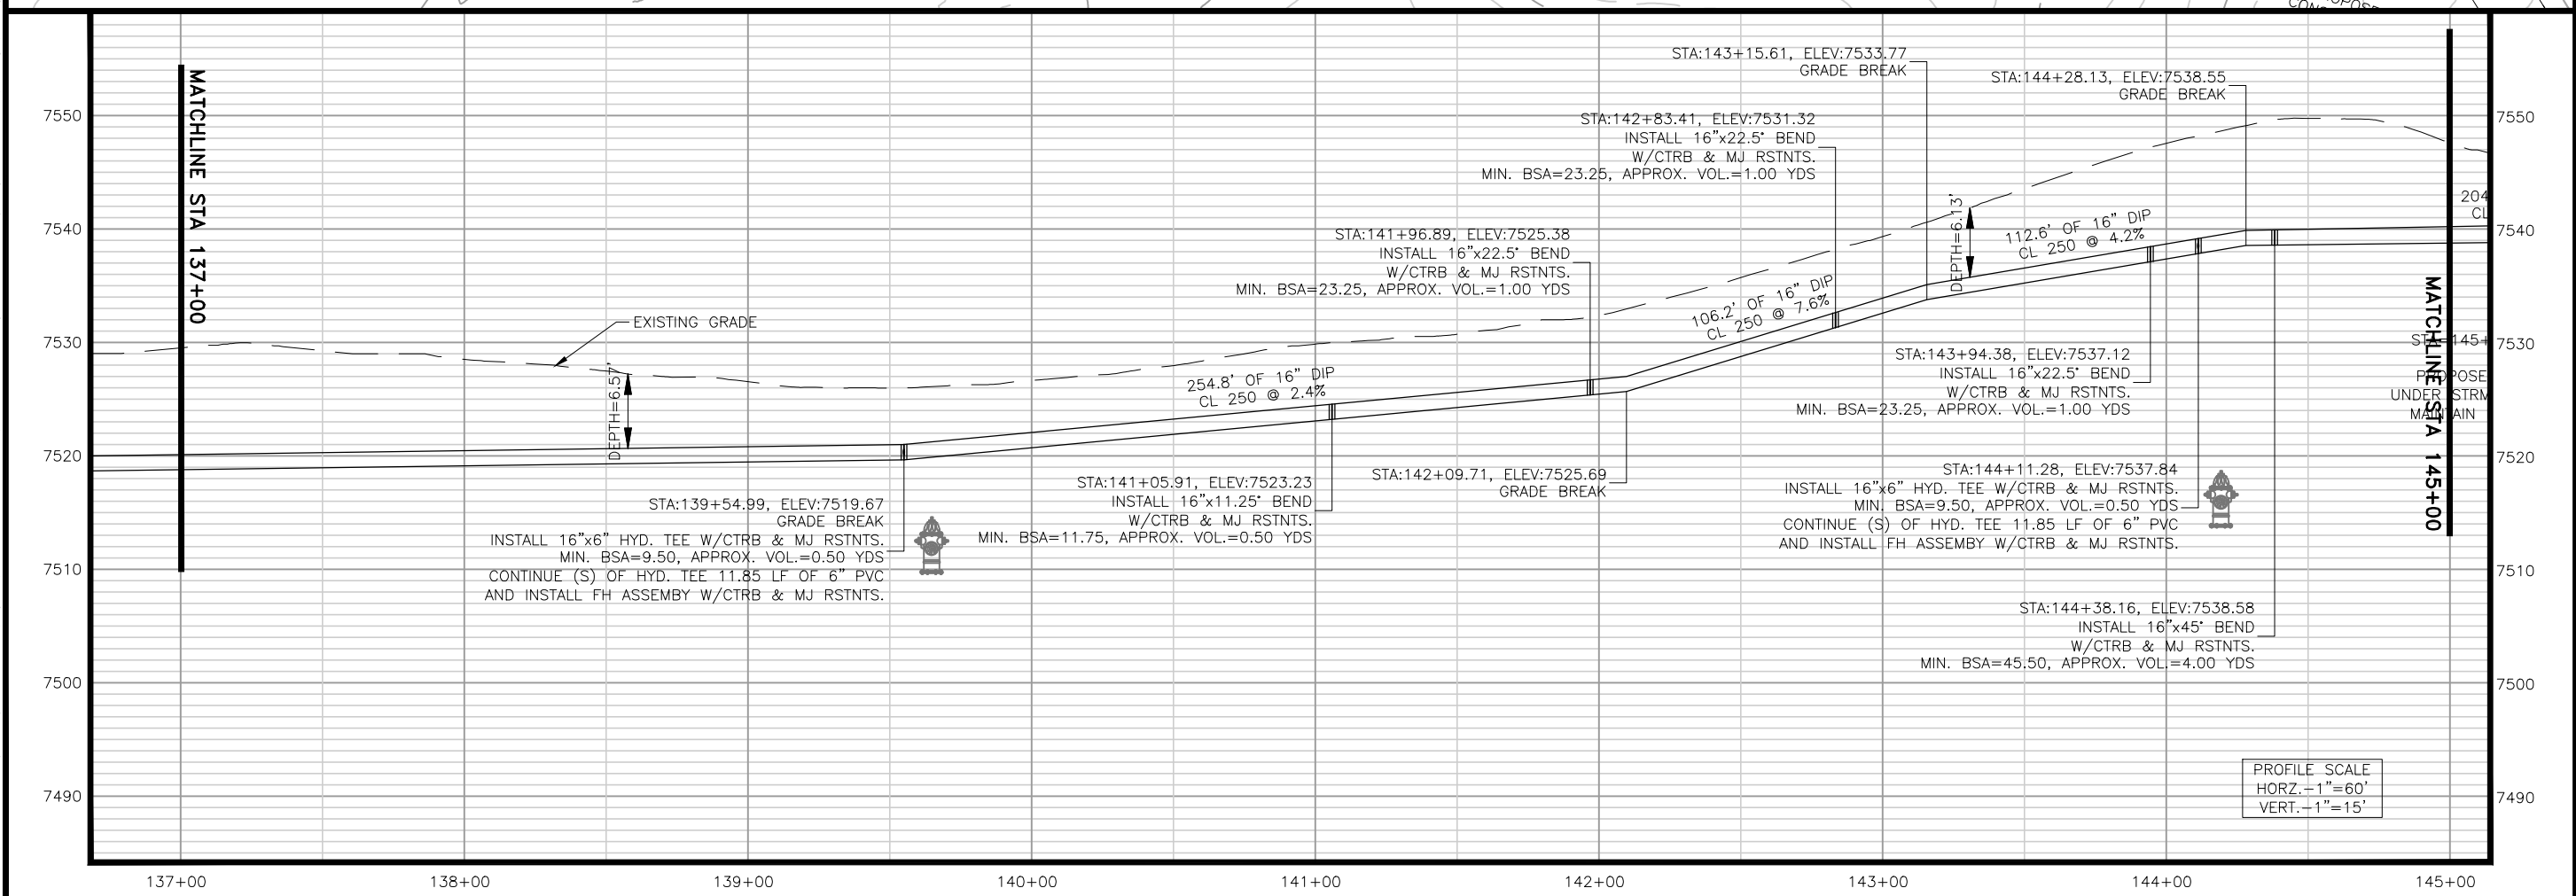 STA:143+15.61, ELEV:7533.77
GRADE BREAK
STA:144+28.13, ELEV:7538.55
GRADE BREAK
STA:142+83.41, ELEV:7531.32
INSTALL 16"x22.5° BEND
W/CTRB & MJ RSTNTS.
MIN. BSA=23.25, APPROX. VOL.=1.00 YDS
STA:141+96.89, ELEV:7525.38
INSTALL 16"x22.5° BEND
W/CTRB & MJ RSTNTS.
MIN. BSA=23.25, APPROX. VOL.=1.00 YDS
MATCHLINE STA 137+00
EXISTING GRADE
DEPTH=6.57'
254.8' OF 16" DIP
CL 250 @ 2.4%
106.2' OF 16" DIP
CL 250 @ 7.6%
DEPTH=6.13'
112.6' OF 16" DIP
CL 250 @ 4.2%
204
CL
MATCHLINE STA 145+00
STA:145+
PROPOSE
UNDER STRM
MAINTAIN
STA:143+94.38, ELEV:7537.12
INSTALL 16"x22.5° BEND
W/CTRB & MJ RSTNTS.
MIN. BSA=23.25, APPROX. VOL.=1.00 YDS
STA:139+54.99, ELEV:7519.67
GRADE BREAK
INSTALL 16"x6" HYD. TEE W/CTRB & MJ RSTNTS.
MIN. BSA=9.50, APPROX. VOL.=0.50 YDS
CONTINUE (S) OF HYD. TEE 11.85 LF OF 6" PVC
AND INSTALL FH ASSEMBY W/CTRB & MJ RSTNTS.
STA:141+05.91, ELEV:7523.23
INSTALL 16"x11.25° BEND
W/CTRB & MJ RSTNTS.
MIN. BSA=11.75, APPROX. VOL.=0.50 YDS
STA:142+09.71, ELEV:7525.69
GRADE BREAK
STA:144+11.28, ELEV:7537.84
INSTALL 16"x6" HYD. TEE W/CTRB & MJ RSTNTS.
MIN. BSA=9.50, APPROX. VOL.=0.50 YDS
CONTINUE (S) OF HYD. TEE 11.85 LF OF 6" PVC
AND INSTALL FH ASSEMBY W/CTRB & MJ RSTNTS.
STA:144+38.16, ELEV:7538.58
INSTALL 16"x45° BEND
W/CTRB & MJ RSTNTS.
MIN. BSA=45.50, APPROX. VOL.=4.00 YDS
PROFILE SCALE
HORZ.-1"=60'
VERT.-1"=15'
7550
7540
7530
7520
7510
7500
7490
7550
7540
7530
7520
7510
7500
7490
137+00
138+00
139+00
140+00
141+00
142+00
143+00
144+00
145+00